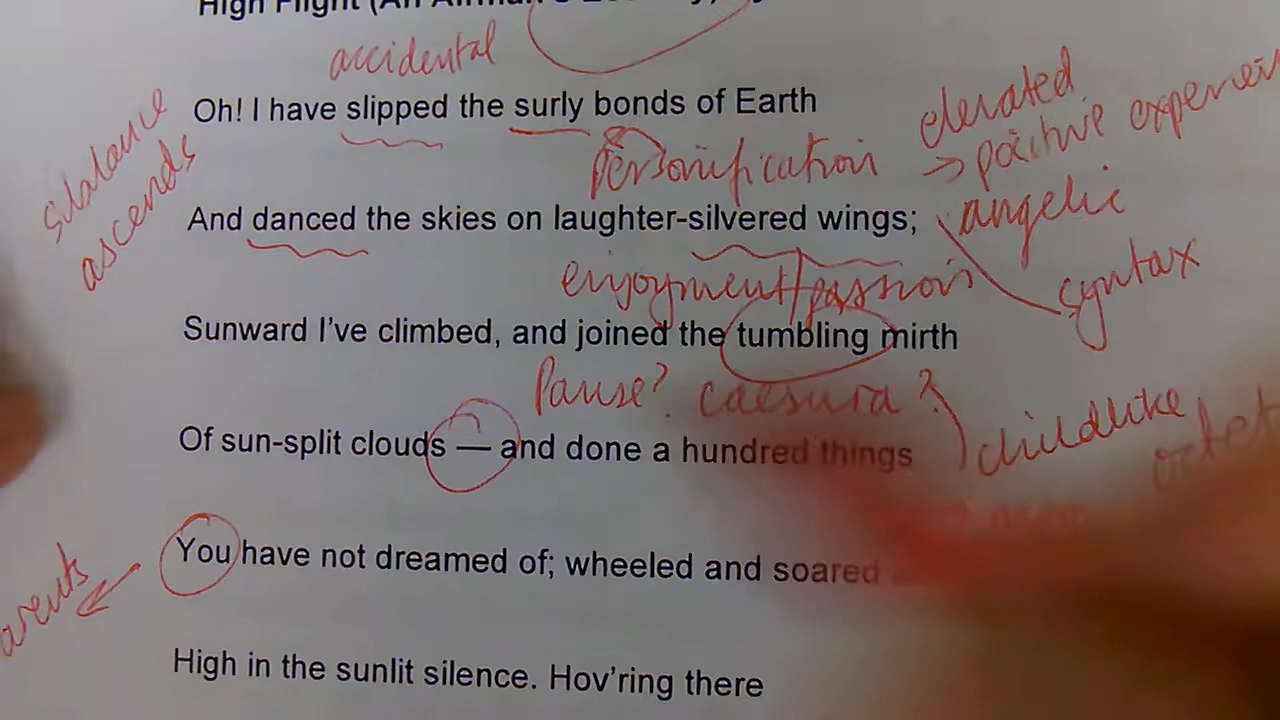 High Flight (An Airman's
accidental
Oh! I have slipped the surly bonds of Earth
elevated
sibalance
ascends
Personification
→ positive
And danced the skies on laughter-silvered wings;
angelic
enjoyment/passion
syntax
Sunward I've climbed, and joined the tumbling mirth
Pause? caesura?
childlike
octet
Of sun-split clouds — and done a hundred things
You have not dreamed of; wheeled and soared
High in the sunlit silence. Hov'ring there